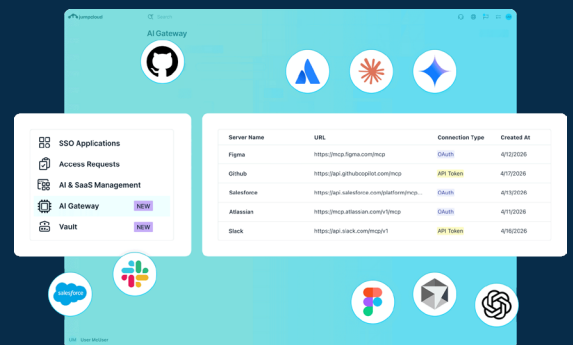 jumpcloud
Search
AI Gateway
SSO Applications
Access Requests
AI & SaaS Management
AI Gateway NEW
Vault NEW
Server Name URL Connection Type Created At
Figma https://mcp.figma.com/mcp OAuth 4/12/2026
Github https://api.githubcopilot.com/mcp API Token 4/17/2026
Salesforce https://api.salesforce.com/platform/mcp... OAuth 4/13/2026
Atlassian https://mcp.atlassian.com/v1/mcp OAuth 4/11/2026
Slack https://api.slack.com/mcp/v1 API Token 4/16/2026
salesforce